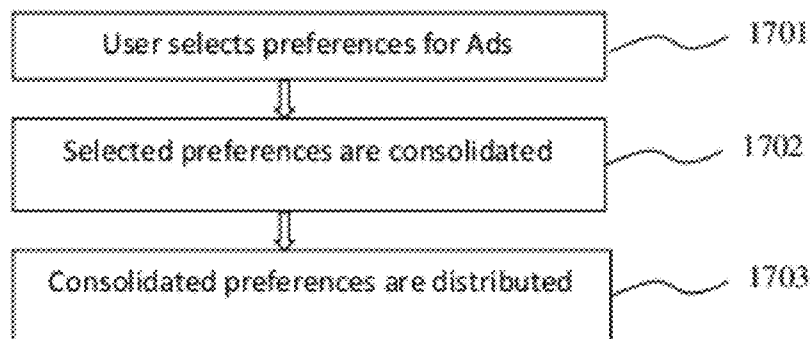 User selects preferences for Ads
1701
Selected preferences are consolidated
1702
Consolidated preferences are distributed
1703